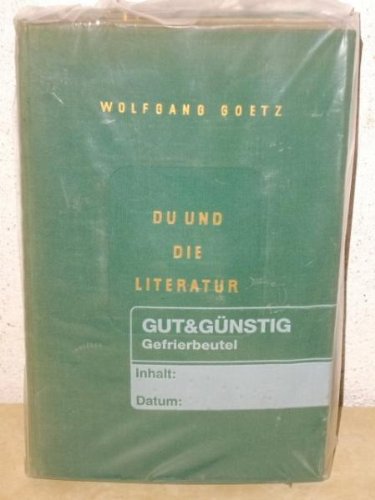 WOLFGANG GOETZ
DU UND
DIE
LITERATUR
GUT&GÜNSTIG
Gefrierbeutel
Inhalt:
Datum: